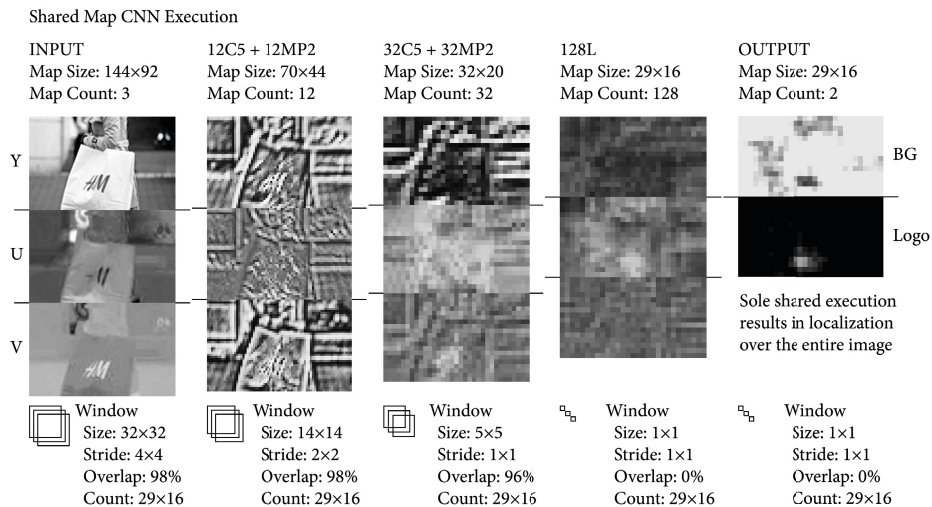 Shared Map CNN Execution
INPUT
Map Size: 144×92
Map Count: 3
12C5 + 12MP2
Map Size: 70×44
Map Count: 12
32C5 + 32MP2
Map Size: 32×20
Map Count: 32
128L
Map Size: 29×16
Map Count: 128
OUTPUT
Map Size: 29×16
Map Count: 2
Y
U
V
H&M
BG
Logo
Sole shared execution
results in localization
over the entire image
Window
Size: 32×32
Stride: 4×4
Overlap: 98%
Count: 29×16
Window
Size: 14×14
Stride: 2×2
Overlap: 98%
Count: 29×16
Window
Size: 5×5
Stride: 1×1
Overlap: 96%
Count: 29×16
Window
Size: 1×1
Stride: 1×1
Overlap: 0%
Count: 29×16
Window
Size: 1×1
Stride: 1×1
Overlap: 0%
Count: 29×16